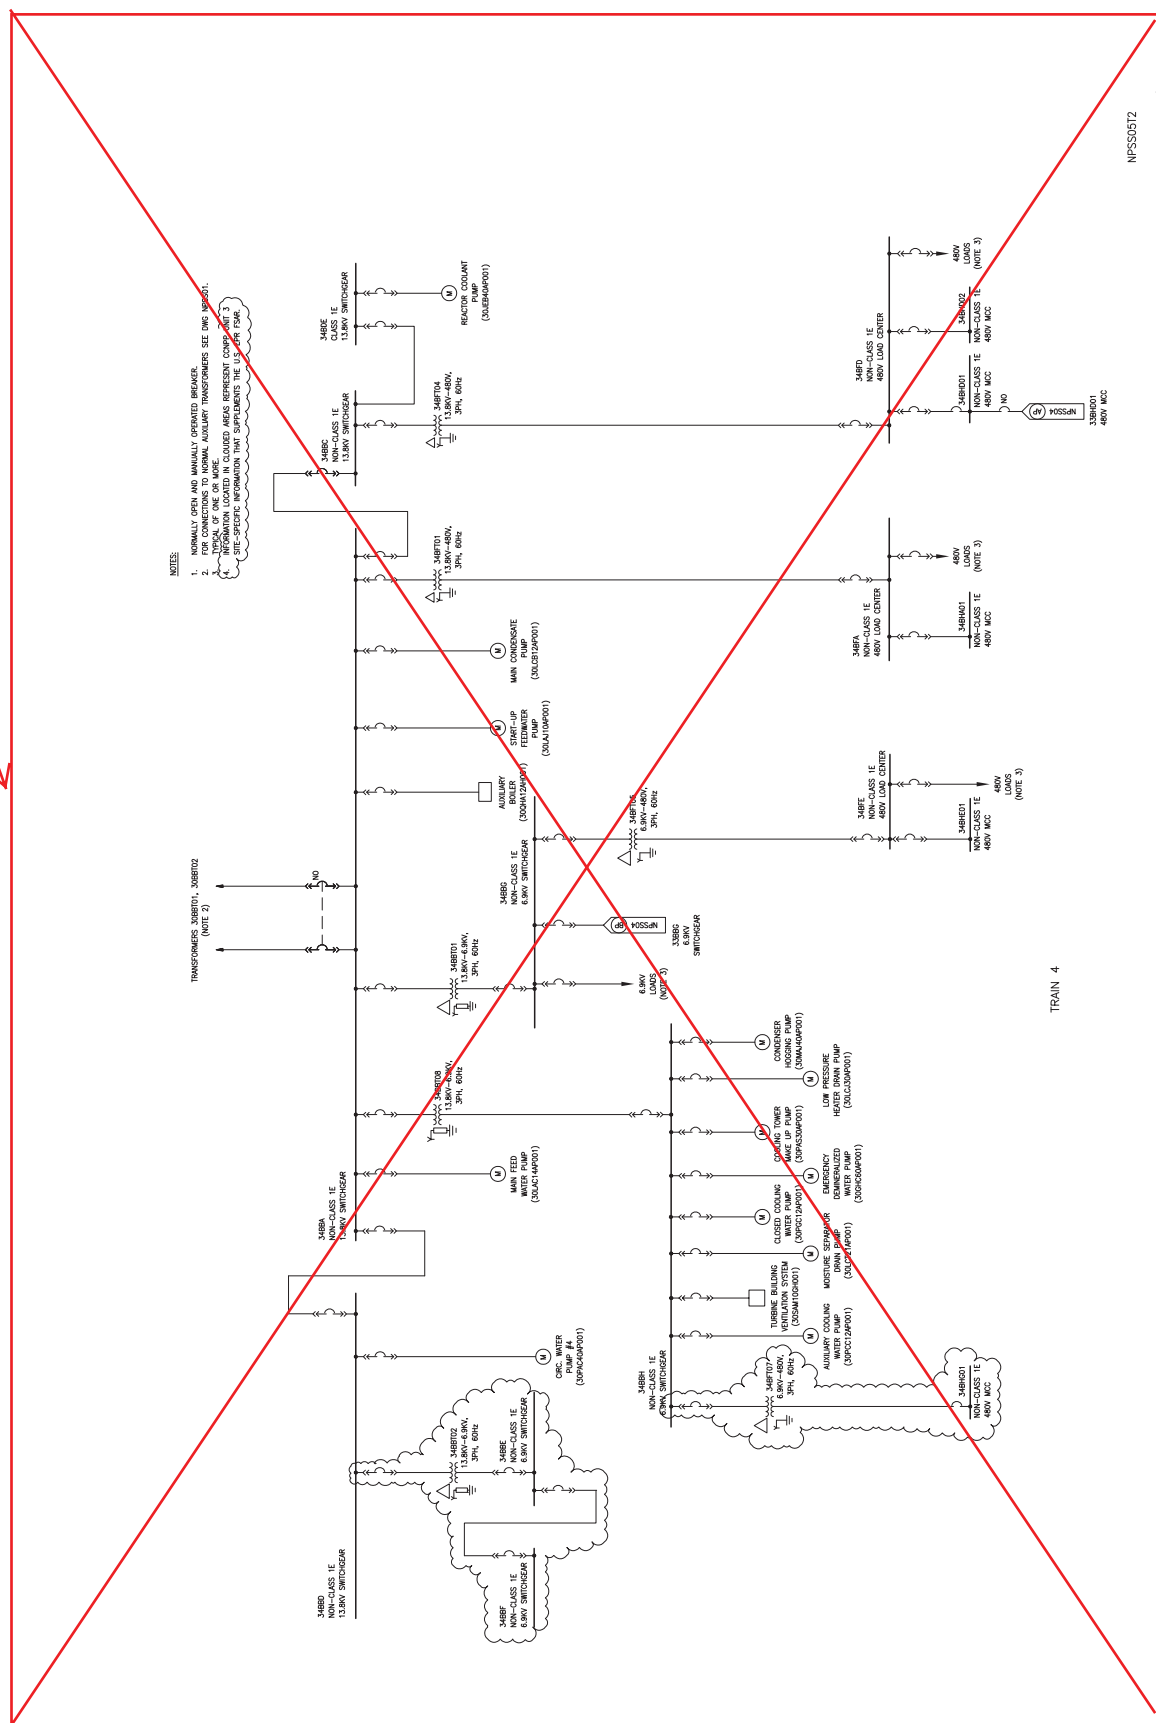 NOTES:
1. NORMALLY OPEN AND MANUALLY OPERATED BREAKER.
2. FOR CONNECTIONS TO NORMAL AUXILIARY TRANSFORMERS SEE DWG
3. TYPICAL OF ONE OR MORE.
4. INFORMATION LOCATED IN CLOUDED AREAS REPRESENT CCNPP UNIT 3
SITE-SPECIFIC INFORMATION THAT SUPPLEMENTS THE U.S. EPR FSAR.
TRANSFORMERS 30BBT01, 30BBT02
(NOTE 2)
NO
34BBD
NON-CLASS 1E
13.8KV SWITCHGEAR
34BBA
NON-CLASS 1E
13.8KV SWITCHGEAR
34BBC
NON-CLASS 1E
13.8KV SWITCHGEAR
34BDE
CLASS 1E
13.8KV SWITCHGEAR
34BBT02
13.8KV-6.9KV,
3PH, 60Hz
34BBT08
13.8KV-6.9KV,
3PH, 60Hz
34BBT01
13.8KV-6.9KV,
3PH, 60Hz
34BFT01
13.8KV-480V,
3PH, 60Hz
34BFT04
13.8KV-480V,
3PH, 60Hz
M
REACTOR COOLANT
PUMP
(30JEB40AP001)
34BBF
NON-CLASS 1E
6.9KV SWITCHGEAR
34BBE
NON-CLASS 1E
6.9KV SWITCHGEAR
M
CIRC. WATER
PUMP #4
(30PAC40AP001)
M
MAIN FEED
WATER PUMP
(30LAC14AP001)
34BBG
NON-CLASS 1E
6.9KV SWITCHGEAR
AUXILIARY
BOILER
(30QHA12AH001)
M
START-UP
FEEDWATER
PUMP
(30LAJ10AP001)
M
MAIN CONDENSATE
PUMP
(30LCB12AP001)
6.9KV
LOADS
(NOTE 3)
NPSS04 BP
33BBG
6.9KV
SWITCHGEAR
6.9KV-480V,
3PH, 60Hz
34BBH
NON-CLASS 1E
6.9KV SWITCHGEAR
34BFT07
6.9KV-480V,
3PH, 60Hz
M
AUXILIARY COOLING
WATER PUMP
(30PCC12AP001)
TURBINE BUILDING
VENTILATION SYSTEM
(30SAM10GH001)
M
MOISTURE SEPARATOR
DRAIN PUMP
M
CLOSED COOLING
WATER PUMP
(30PGC12AP001)
M
EMERGENCY
DEMINERALIZED
WATER PUMP
(30GHC60AP001)
M
COOLING TOWER
MAKE UP PUMP
(30PAS30AP001)
M
LOW PRESSURE
HEATER DRAIN PUMP
(30LCJ30AP001)
M
CONDENSER
HOGGING PUMP
(30MAJ40AP001)
34BFE
NON-CLASS 1E
480V LOAD CENTER
34BFA
NON-CLASS 1E
480V LOAD CENTER
34BFD
NON-CLASS 1E
480V LOAD CENTER
34BHG01
NON-CLASS 1E
480V MCC
34BHE01
NON-CLASS 1E
480V MCC
480V
LOADS
(NOTE 3)
34BHA01
NON-CLASS 1E
480V MCC
480V
LOADS
(NOTE 3)
34BHD01
NON-CLASS 1E
480V MCC
NO
NPSS04 AP
33BHD01
480V MCC
34BHD02
NON-CLASS 1E
480V MCC
480V
LOADS
(NOTE 3)
TRAIN 4
NPSS05T2